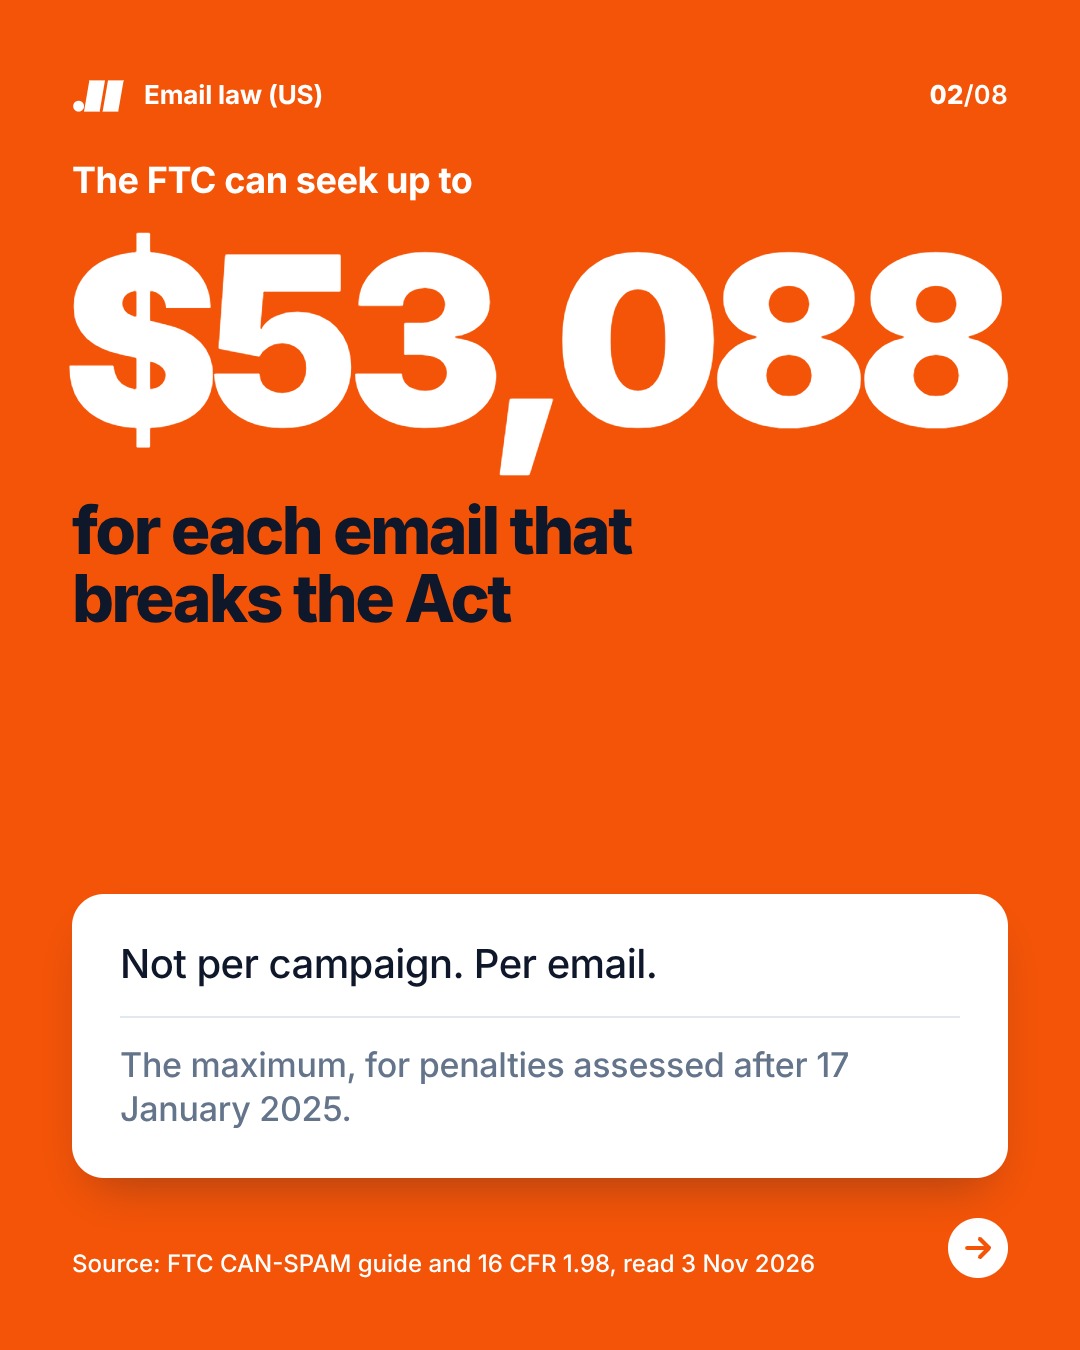 Email law (US)
02/08
The FTC can seek up to
$53,088
for each email that
breaks the Act
Not per campaign. Per email.
The maximum, for penalties assessed after 17
January 2025.
Source: FTC CAN-SPAM guide and 16 CFR 1.98, read 3 Nov 2026